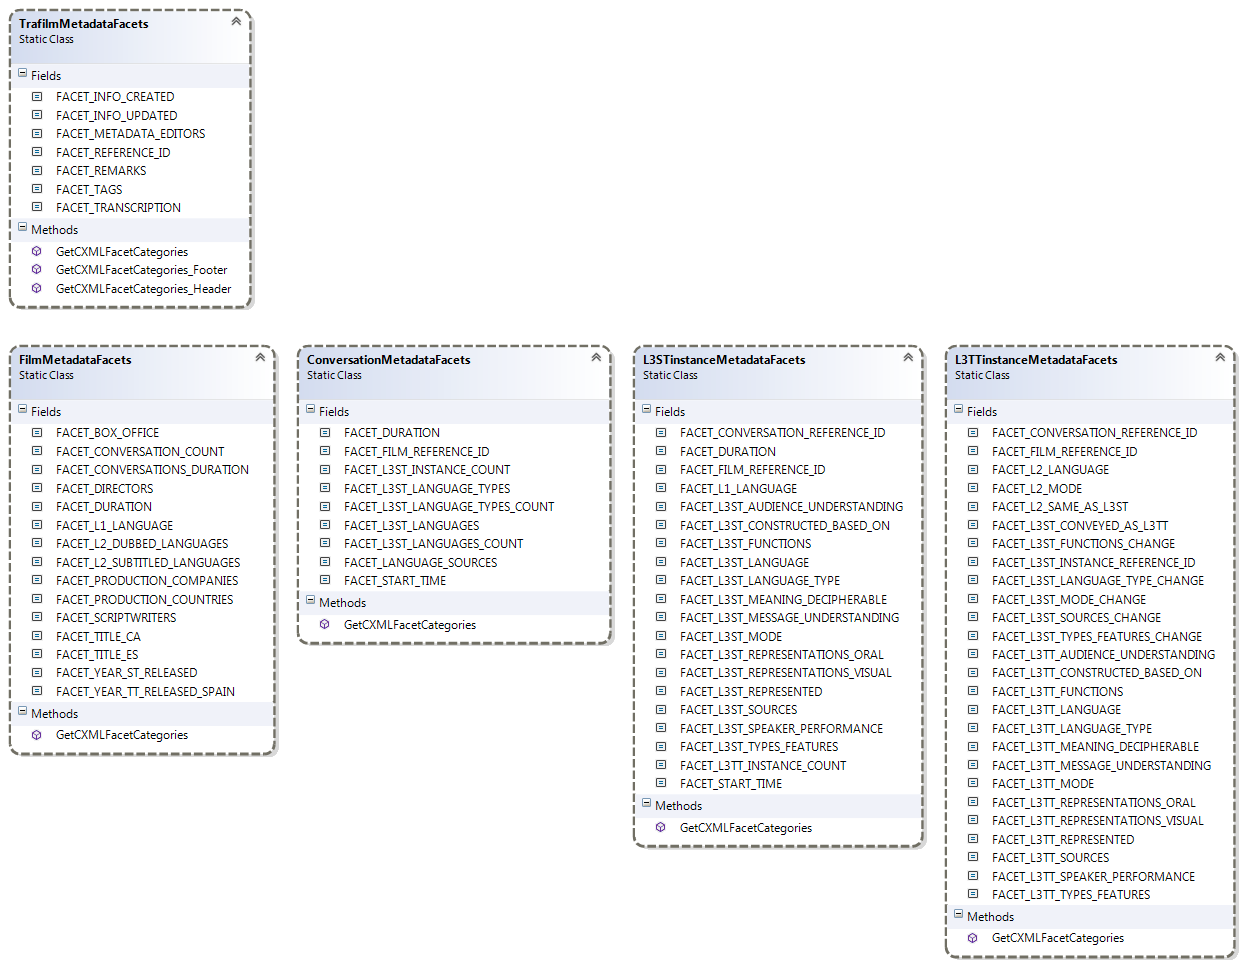 TrafilmMetadataFacets
Static Class
Fields
FACET_INFO_CREATED
FACET_INFO_UPDATED
FACET_METADATA_EDITORS
FACET_REFERENCE_ID
FACET_REMARKS
FACET_TAGS
FACET_TRANSCRIPTION
Methods
GetCXMLFacetCategories
GetCXMLFacetCategories_Footer
GetCXMLFacetCategories_Header
FilmMetadataFacets
Static Class
Fields
FACET_BOX_OFFICE
FACET_CONVERSATION_COUNT
FACET_CONVERSATIONS_DURATION
FACET_DIRECTORS
FACET_DURATION
FACET_L1_LANGUAGE
FACET_L2_DUBBED_LANGUAGES
FACET_L2_SUBTITLED_LANGUAGES
FACET_PRODUCTION_COMPANIES
FACET_PRODUCTION_COUNTRIES
FACET_SCRIPTWRITERS
FACET_TITLE_CA
FACET_TITLE_ES
FACET_YEAR_ST_RELEASED
FACET_YEAR_TT_RELEASED_SPAIN
Methods
GetCXMLFacetCategories
ConversationMetadataFacets
Static Class
Fields
FACET_DURATION
FACET_FILM_REFERENCE_ID
FACET_L3ST_INSTANCE_COUNT
FACET_L3ST_LANGUAGE_TYPES
FACET_L3ST_LANGUAGE_TYPES_COUNT
FACET_L3ST_LANGUAGES
FACET_L3ST_LANGUAGES_COUNT
FACET_LANGUAGE_SOURCES
FACET_START_TIME
Methods
GetCXMLFacetCategories
L3STinstanceMetadataFacets
Static Class
Fields
FACET_CONVERSATION_REFERENCE_ID
FACET_DURATION
FACET_FILM_REFERENCE_ID
FACET_L1_LANGUAGE
FACET_L3ST_AUDIENCE_UNDERSTANDING
FACET_L3ST_CONSTRUCTED_BASED_ON
FACET_L3ST_FUNCTIONS
FACET_L3ST_LANGUAGE
FACET_L3ST_LANGUAGE_TYPE
FACET_L3ST_MEANING_DECIPHERABLE
FACET_L3ST_MESSAGE_UNDERSTANDING
FACET_L3ST_MODE
FACET_L3ST_REPRESENTATIONS_ORAL
FACET_L3ST_REPRESENTATIONS_VISUAL
FACET_L3ST_REPRESENTED
FACET_L3ST_SOURCES
FACET_L3ST_SPEAKER_PERFORMANCE
FACET_L3ST_TYPES_FEATURES
FACET_L3TT_INSTANCE_COUNT
FACET_START_TIME
Methods
GetCXMLFacetCategories
L3TTinstanceMetadataFacets
Static Class
Fields
FACET_CONVERSATION_REFERENCE_ID
FACET_FILM_REFERENCE_ID
FACET_L2_LANGUAGE
FACET_L2_MODE
FACET_L2_SAME_AS_L3ST
FACET_L3ST_CONVEYED_AS_L3TT
FACET_L3ST_FUNCTIONS_CHANGE
FACET_L3ST_INSTANCE_REFERENCE_ID
FACET_L3ST_LANGUAGE_TYPE_CHANGE
FACET_L3ST_MODE_CHANGE
FACET_L3ST_SOURCES_CHANGE
FACET_L3ST_TYPES_FEATURES_CHANGE
FACET_L3TT_AUDIENCE_UNDERSTANDING
FACET_L3TT_CONSTRUCTED_BASED_ON
FACET_L3TT_FUNCTIONS
FACET_L3TT_LANGUAGE
FACET_L3TT_LANGUAGE_TYPE
FACET_L3TT_MEANING_DECIPHERABLE
FACET_L3TT_MESSAGE_UNDERSTANDING
FACET_L3TT_MODE
FACET_L3TT_REPRESENTATIONS_ORAL
FACET_L3TT_REPRESENTATIONS_VISUAL
FACET_L3TT_REPRESENTED
FACET_L3TT_SOURCES
FACET_L3TT_SPEAKER_PERFORMANCE
FACET_L3TT_TYPES_FEATURES
Methods
GetCXMLFacetCategories